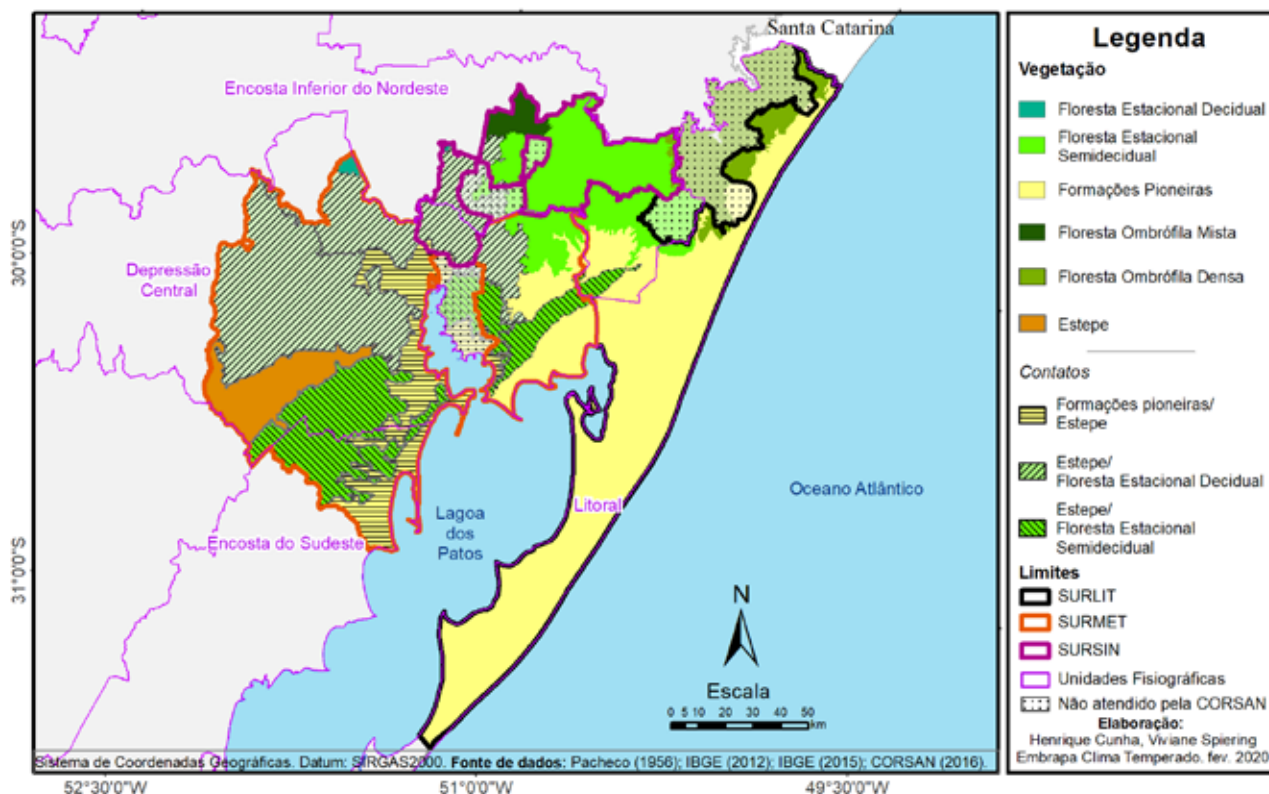 Santa Catarina
Encosta Inferior do Nordeste
30°0'0"S
Depressão
Central
Oceano Atlântico
Lagoa
dos
Patos
Litoral
Encosta do Sudeste
31°0'0"S
N
Escala
0 5 10 20 30 40 50
km
Sistema de Coordenadas Geográficas. Datum: SIRGAS2000. Fonte de dados: Pacheco (1956); IBGE (2012); IBGE (2015); CORSAN (2016).
52°30'0"W
51°0'0"W
49°30'0"W
Legenda
Vegetação
Floresta Estacional Decidual
Floresta Estacional
Semidecidual
Formações Pioneiras
Floresta Ombrófila Mista
Floresta Ombrófila Densa
Estepe
Contatos
Formações pioneiras/
Estepe
Estepe/
Floresta Estacional Decidual
Estepe/
Floresta Estacional
Semidecidual
Limites
SURLIT
SURMET
SURSIN
Unidades Fisiográficas
Não atendido pela CORSAN
Elaboração:
Henrique Cunha, Viviane Spiering
Embrapa Clima Temperado. fev. 2020